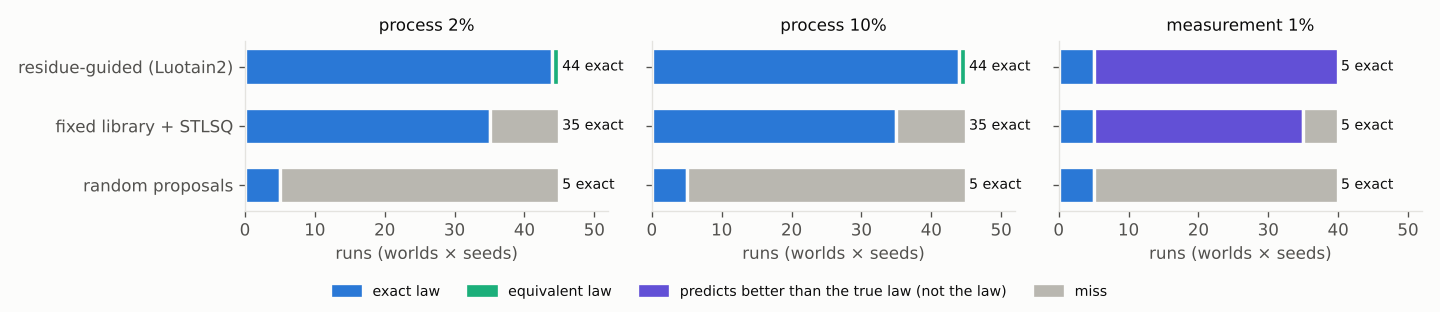 process 2%
process 10%
measurement 1%
residue-guided (Luotain2)
44 exact
44 exact
5 exact
fixed library + STLSQ
35 exact
35 exact
5 exact
random proposals
5 exact
5 exact
5 exact
0 10 20 30 40 50
0 10 20 30 40 50
0 10 20 30 40 50
runs (worlds × seeds)
runs (worlds × seeds)
runs (worlds × seeds)
exact law
equivalent law
predicts better than the true law (not the law)
miss